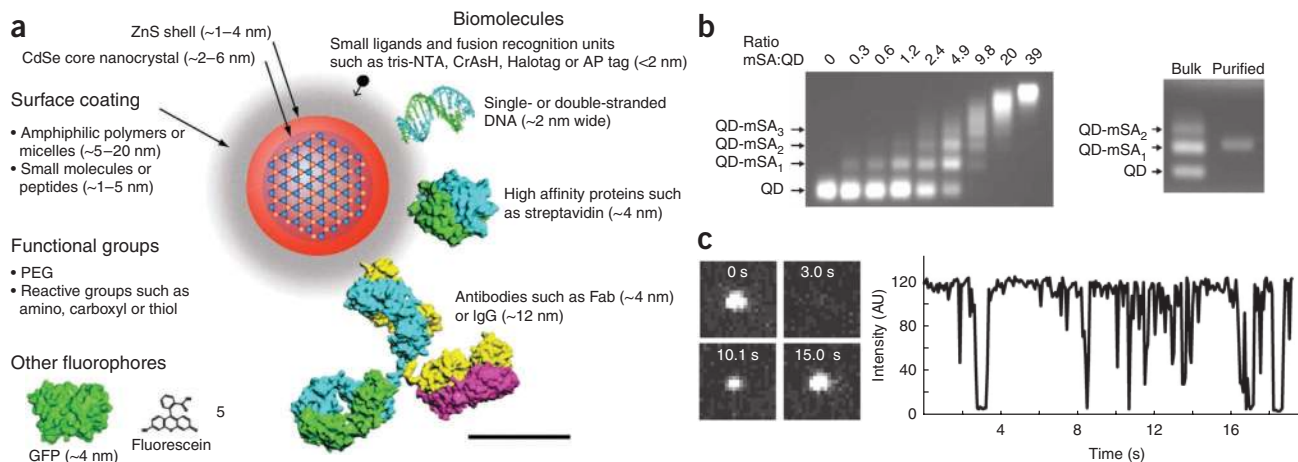 a
ZnS shell (~1–4 nm)
CdSe core nanocrystal (~2–6 nm)
Surface coating
• Amphiphilic polymers or
micelles (~5–20 nm)
• Small molecules or
peptides (~1–5 nm)
Functional groups
• PEG
• Reactive groups such as
amino, carboxyl or thiol
Other fluorophores
GFP (~4 nm)
Fluorescein
5
Biomolecules
Small ligands and fusion recognition units
such as tris-NTA, CrAsH, Halotag or AP tag (<2 nm)
Single- or double-stranded
DNA (~2 nm wide)
High affinity proteins such
as streptavidin (~4 nm)
Antibodies such as Fab (~4 nm)
or IgG (~12 nm)
b
Ratio
mSA:QD
0 0.3 0.6 1.2 2.4 4.9 9.8 20 39
QD-mSA3
QD-mSA2
QD-mSA1
QD
Bulk Purified
QD-mSA2
QD-mSA1
QD
c
0 s 3.0 s
10.1 s 15.0 s
Intensity (AU)
120
80
40
0
4 8 12 16
Time (s)